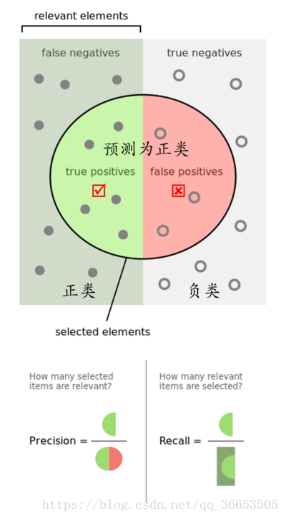 relevant elements
false negatives
true negatives
预测为正类
true positives
false positives
正类
负类
selected elements
How many selected
items are relevant?
Precision =
How many relevant
items are selected?
Recall =
https://blog.csdn.net/qq_36653505